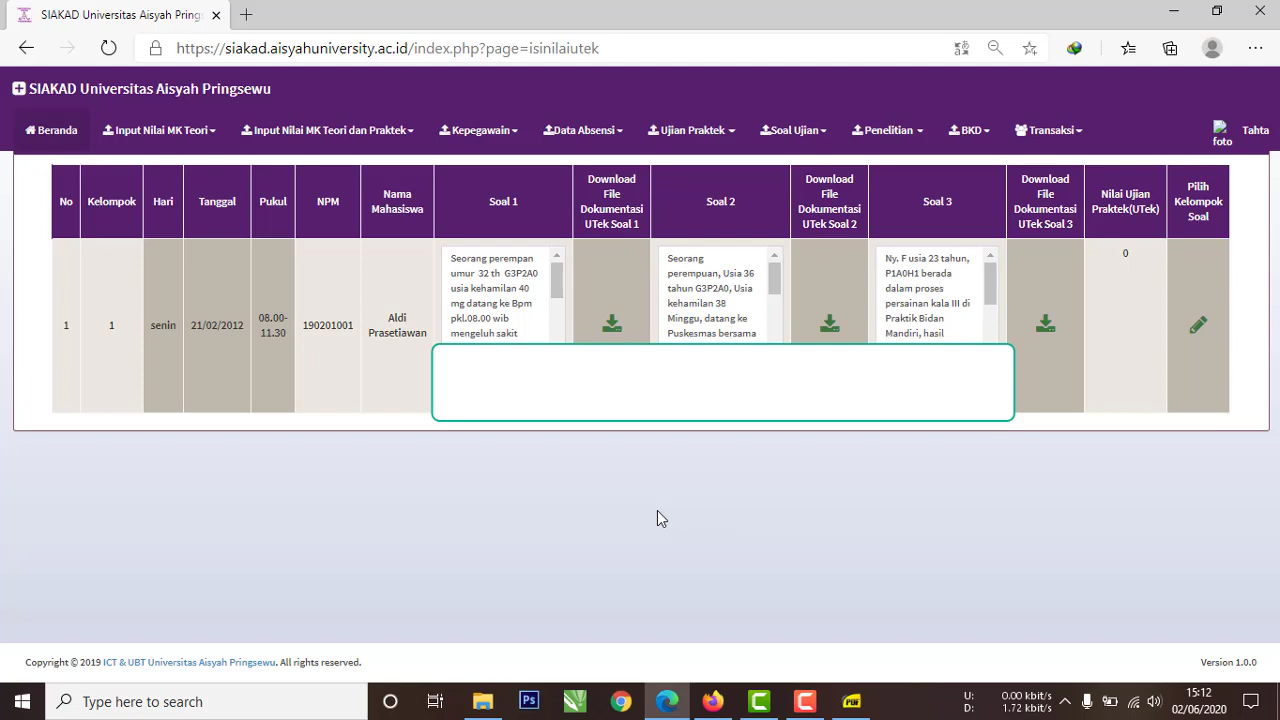 SIAKAD Universitas Aisyah Pring
https://siakad.aisyahuniversity.ac.id/index.php?page=isinilaiutek
SIAKAD Universitas Aisyah Pringsewu
Beranda Input Nilai MK Teori Input Nilai MK Teori dan Praktek Kepegawain Data Absensi Ujian Praktek Soal Ujian Penelitian BKD Transaksi foto Tahta
No
Kelompok
Hari
Tanggal
Pukul
NPM
Nama
Mahasiswa
Soal 1
Download
File
Dokumentasi
UTek Soal 1
Soal 2
Download
File
Dokumentasi
UTek Soal 2
Soal 3
Download
File
Dokumentasi
UTek Soal 3
Nilai Ujian
Praktek(UTek)
Pilih
Kelompok
Soal
1
1
senin
21/02/2012
08.00-
11.30
190201001
Aldi
Prasetiawan
Seorang perempan
umur 32 th G3P2A0
usia kehamilan 40
mg datang ke Bpm
pkl.08.00 wib
mengeluh sakit
Seorang
perempuan, Usia 36
tahun G3P2A0, Usia
kehamilan 38
Minggu, datang ke
Puskesmas bersama
Ny. F usia 23 tahun,
P1A0H1 berada
dalam proses
persainan kala III di
Praktik Bidan
Mandiri, hasil
0
Copyright © 2019 ICT & UBT Universitas Aisyah Pringsewu. All rights reserved.
Version 1.0.0
Type here to search
Ps
PDF
U: 0.00 kbit/s
D: 1.72 kbit/s
15:12
02/06/2020